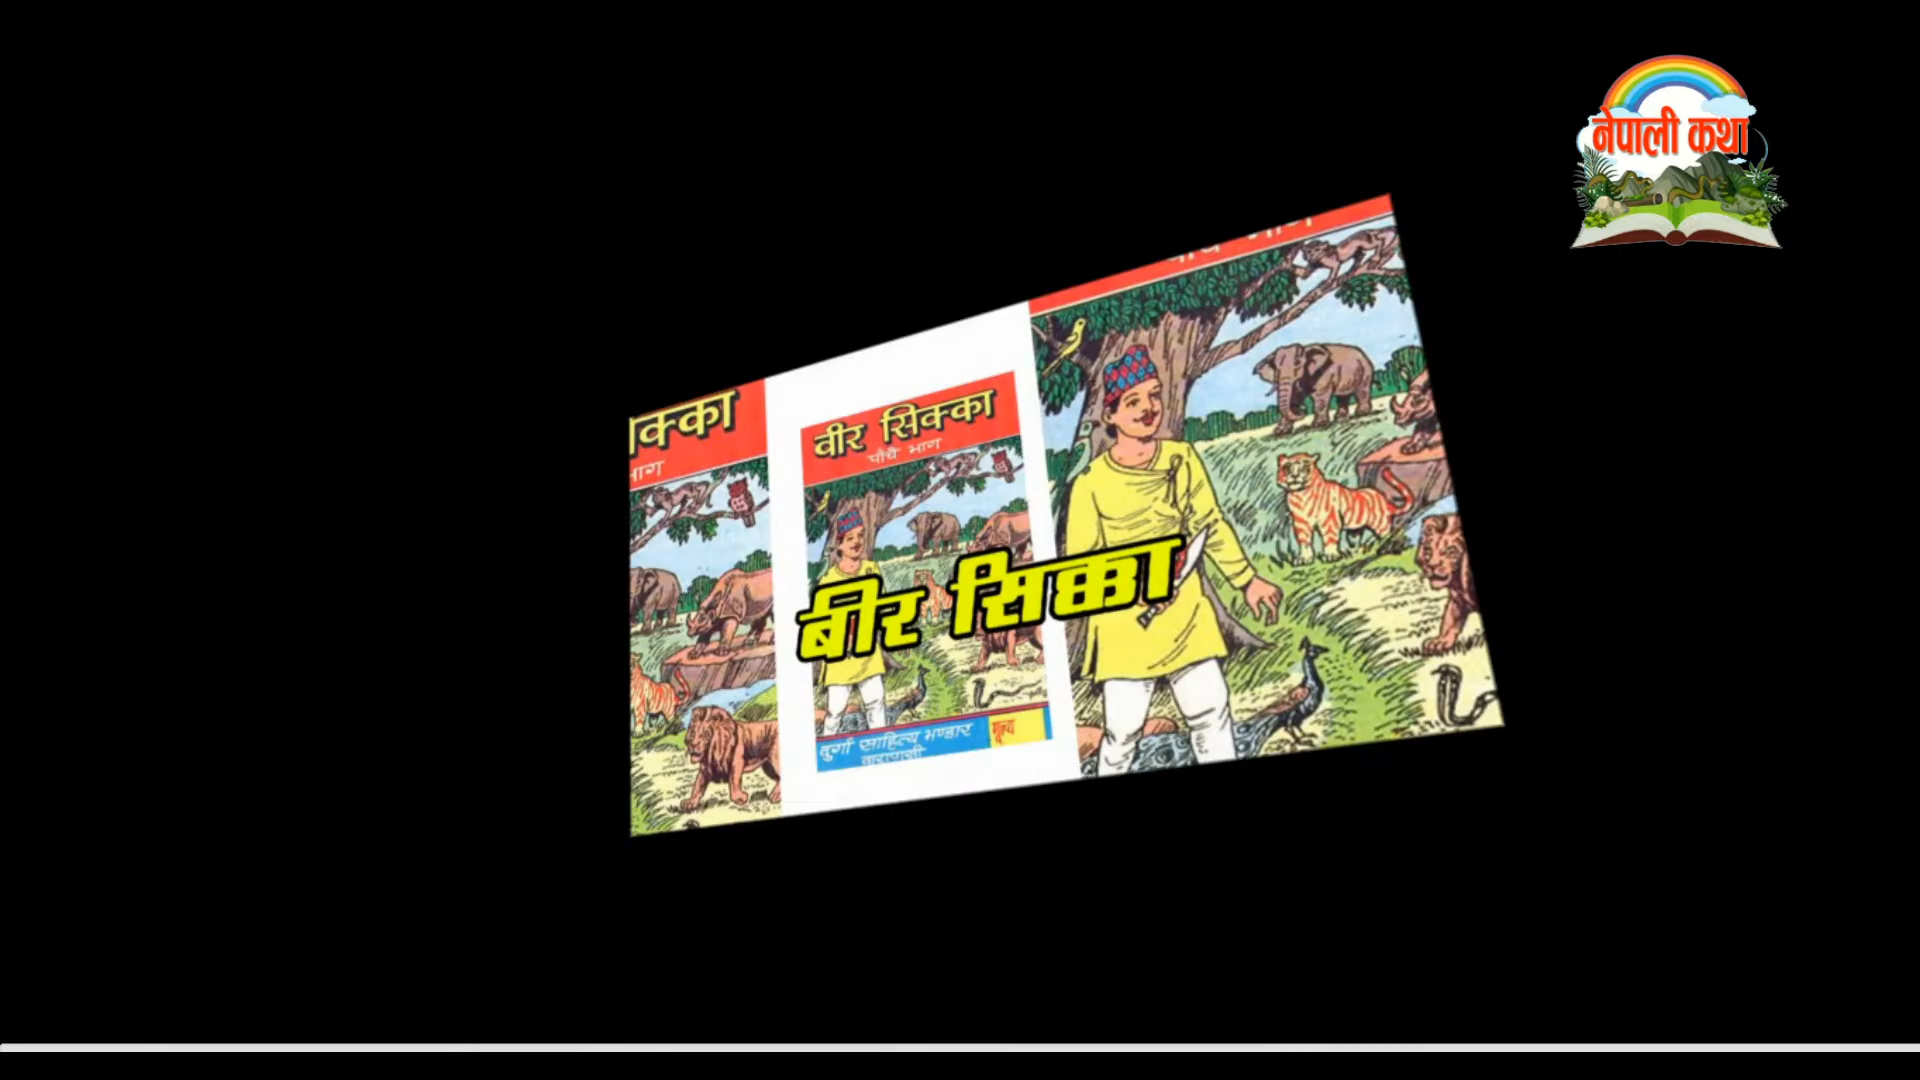 नेपाली कथा
क्का
भाग
वीर सिक्का
पाँचौ भाग
बीर सिक्का
दुर्गा साहित्य भण्डार
वाराणसी
मूल्य